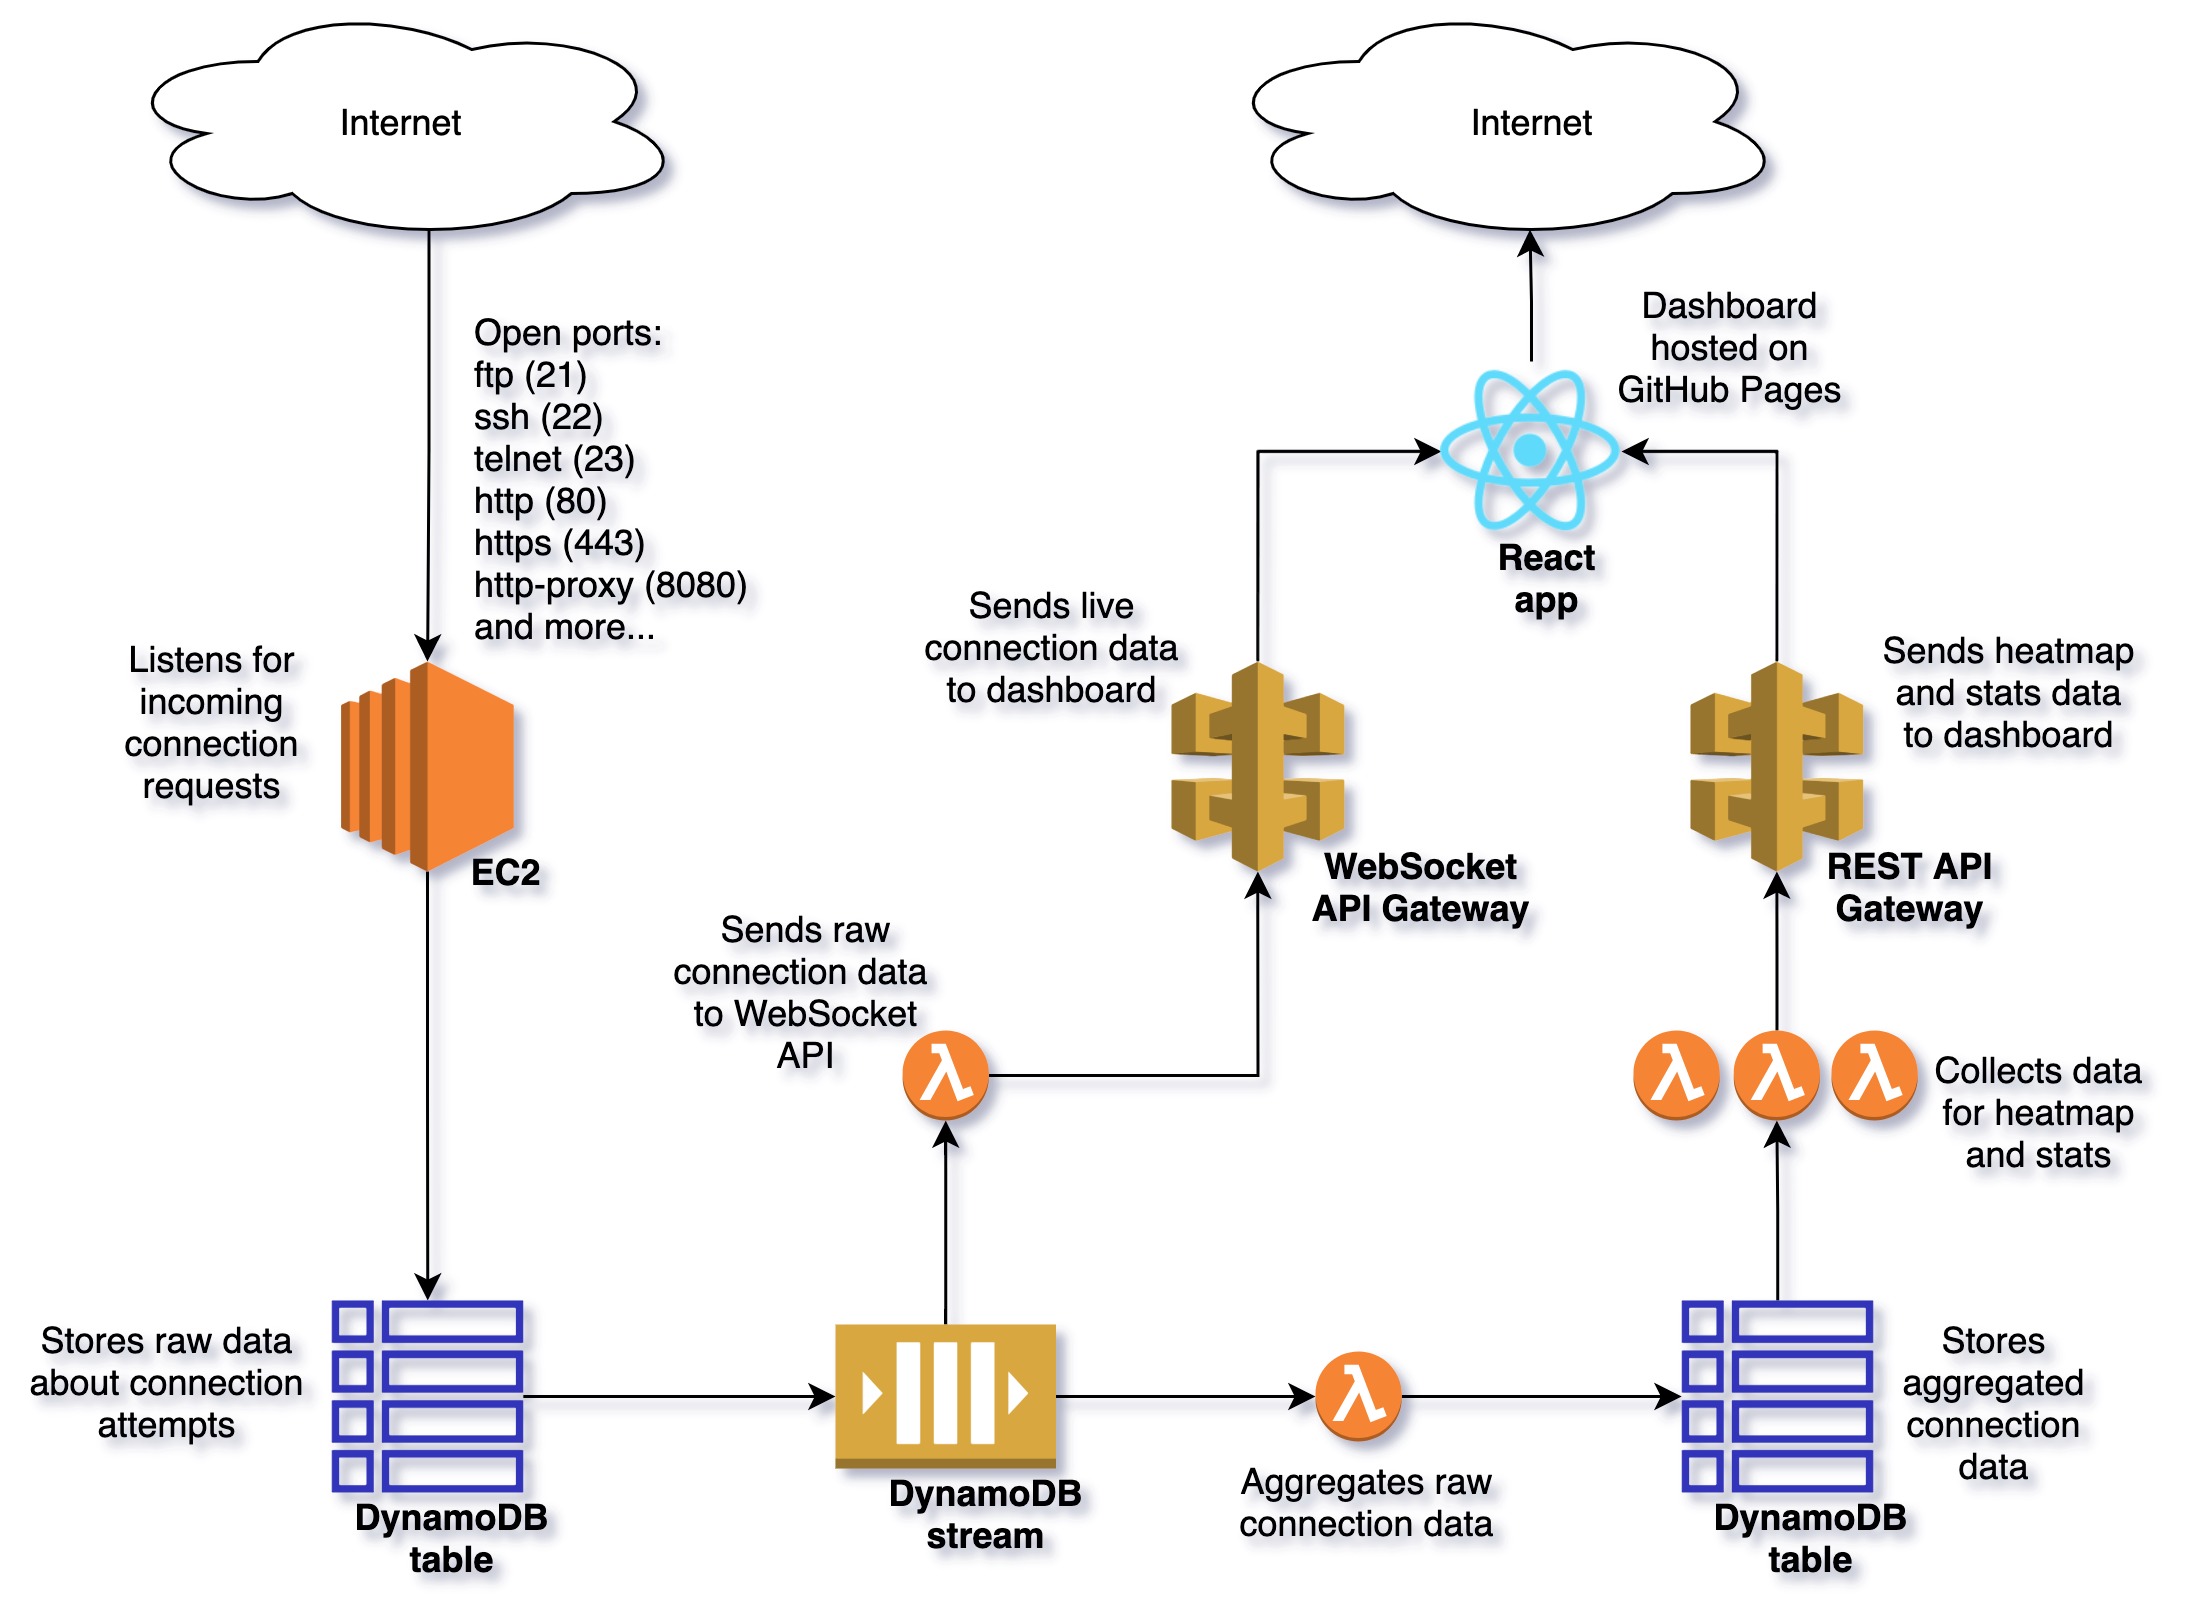 Internet
Internet
Open ports:
ftp (21)
ssh (22)
telnet (23)
http (80)
https (443)
http-proxy (8080)
and more...
Dashboard
hosted on
GitHub Pages
React
app
Listens for
incoming
connection
requests
EC2
Sends live
connection data
to dashboard
WebSocket
API Gateway
Sends heatmap
and stats data
to dashboard
REST API
Gateway
Sends raw
connection data
to WebSocket
API
Collects data
for heatmap
and stats
Stores raw data
about connection
attempts
DynamoDB
table
DynamoDB
stream
Aggregates raw
connection data
Stores
aggregated
connection
data
DynamoDB
table